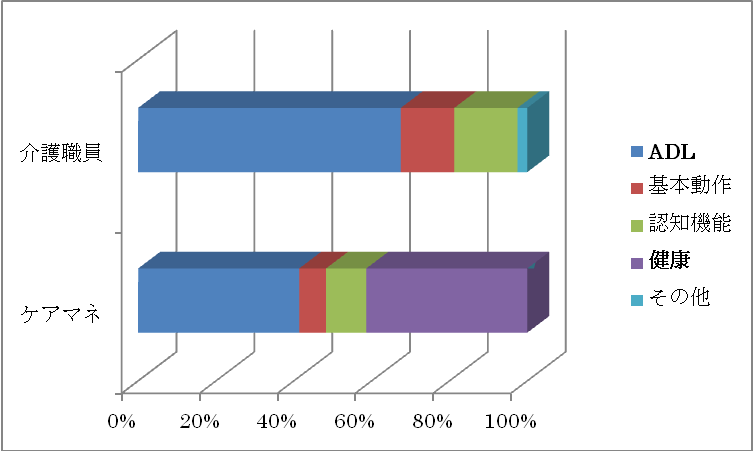 介護職員
ケアマネ
0%
20%
40%
60%
80%
100%
ADL
基本動作
認知機能
健康
その他